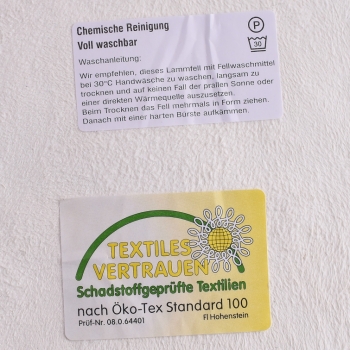 Chemische Reinigung
Voll waschbar
P
30
Waschanleitung:
Wir empfehlen, dieses Lammfell mit Fellwaschmittel
bei 30°C Handwäsche zu waschen, langsam zu
trocknen und auf keinen Fall der prallen Sonne oder
einer direkten Wärmequelle auszusetzen.
Beim Trocknen das Fell mehrmals in Form ziehen.
Danach mit einer harten Bürste aufkämmen.
TEXTILES
VERTRAUEN
Schadstoffgeprüfte Textilien
nach Öko-Tex Standard 100
Prüf-Nr. 08.0.64401 FI Hohenstein